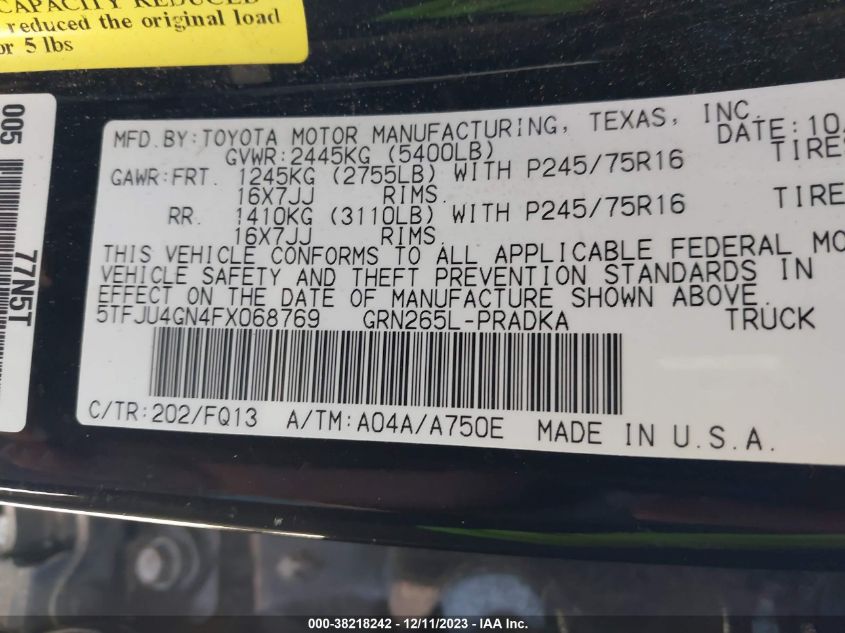 CAPACITY REDUCED
reduced the original load
or 5 lbs
005
77N5T
MFD.BY:TOYOTA MOTOR MANUFACTURING, TEXAS, INC.
DATE:10
GVWR:2445KG (5400LB)
GAWR:FRT. 1245KG (2755LB) WITH P245/75R16 TIRE
16X7JJ RIMS.
RR. 1410KG (3110LB) WITH P245/75R16 TIRE
16X7JJ RIMS.
THIS VEHICLE CONFORMS TO ALL APPLICABLE FEDERAL MO
VEHICLE SAFETY AND THEFT PREVENTION STANDARDS IN
EFFECT ON THE DATE OF MANUFACTURE SHOWN ABOVE.
5TFJU4GN4FX068769 GRN265L-PRADKA TRUCK
C/TR:202/FQ13 A/TM:A04A/A750E MADE IN U.S.A.
000-38218242 - 12/11/2023 - IAA Inc.